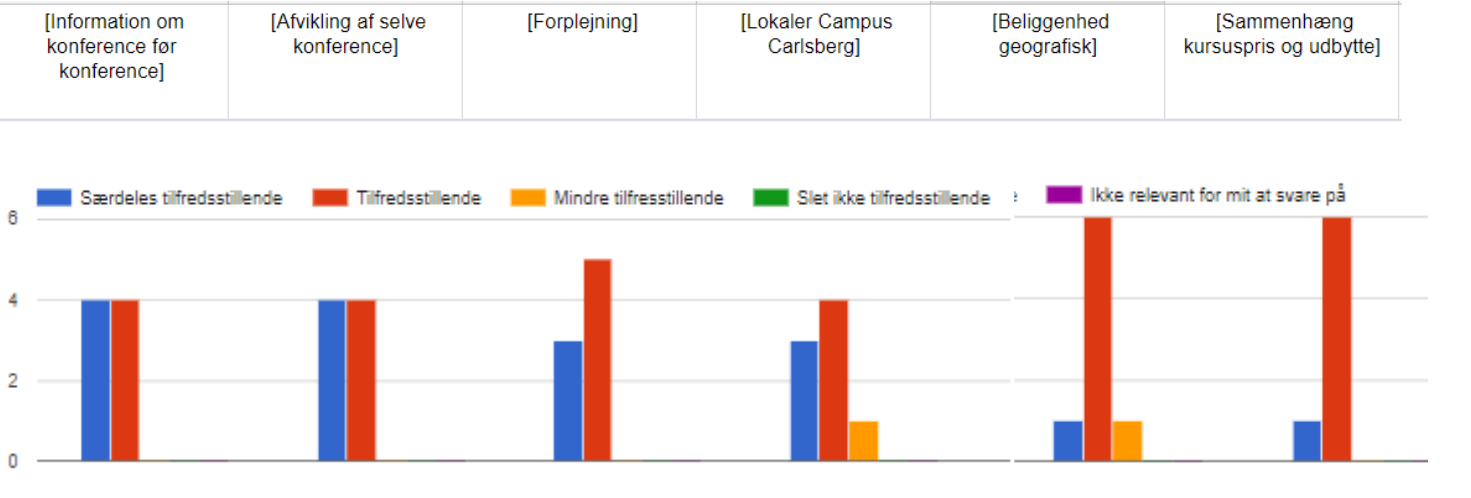 [Information om
konference før
konference]
[Afvikling af selve
konference]
[Forplejning]
[Lokaler Campus
Carlsberg]
[Beliggenhed
geografisk]
[Sammenhæng
kursuspris og udbytte]
Særdeles tilfredsstillende
Tilfredsstillende
Mindre tilfresstillende
Slet ikke tilfredsstillende
Ikke relevant for mit at svare på
6
4
2
0